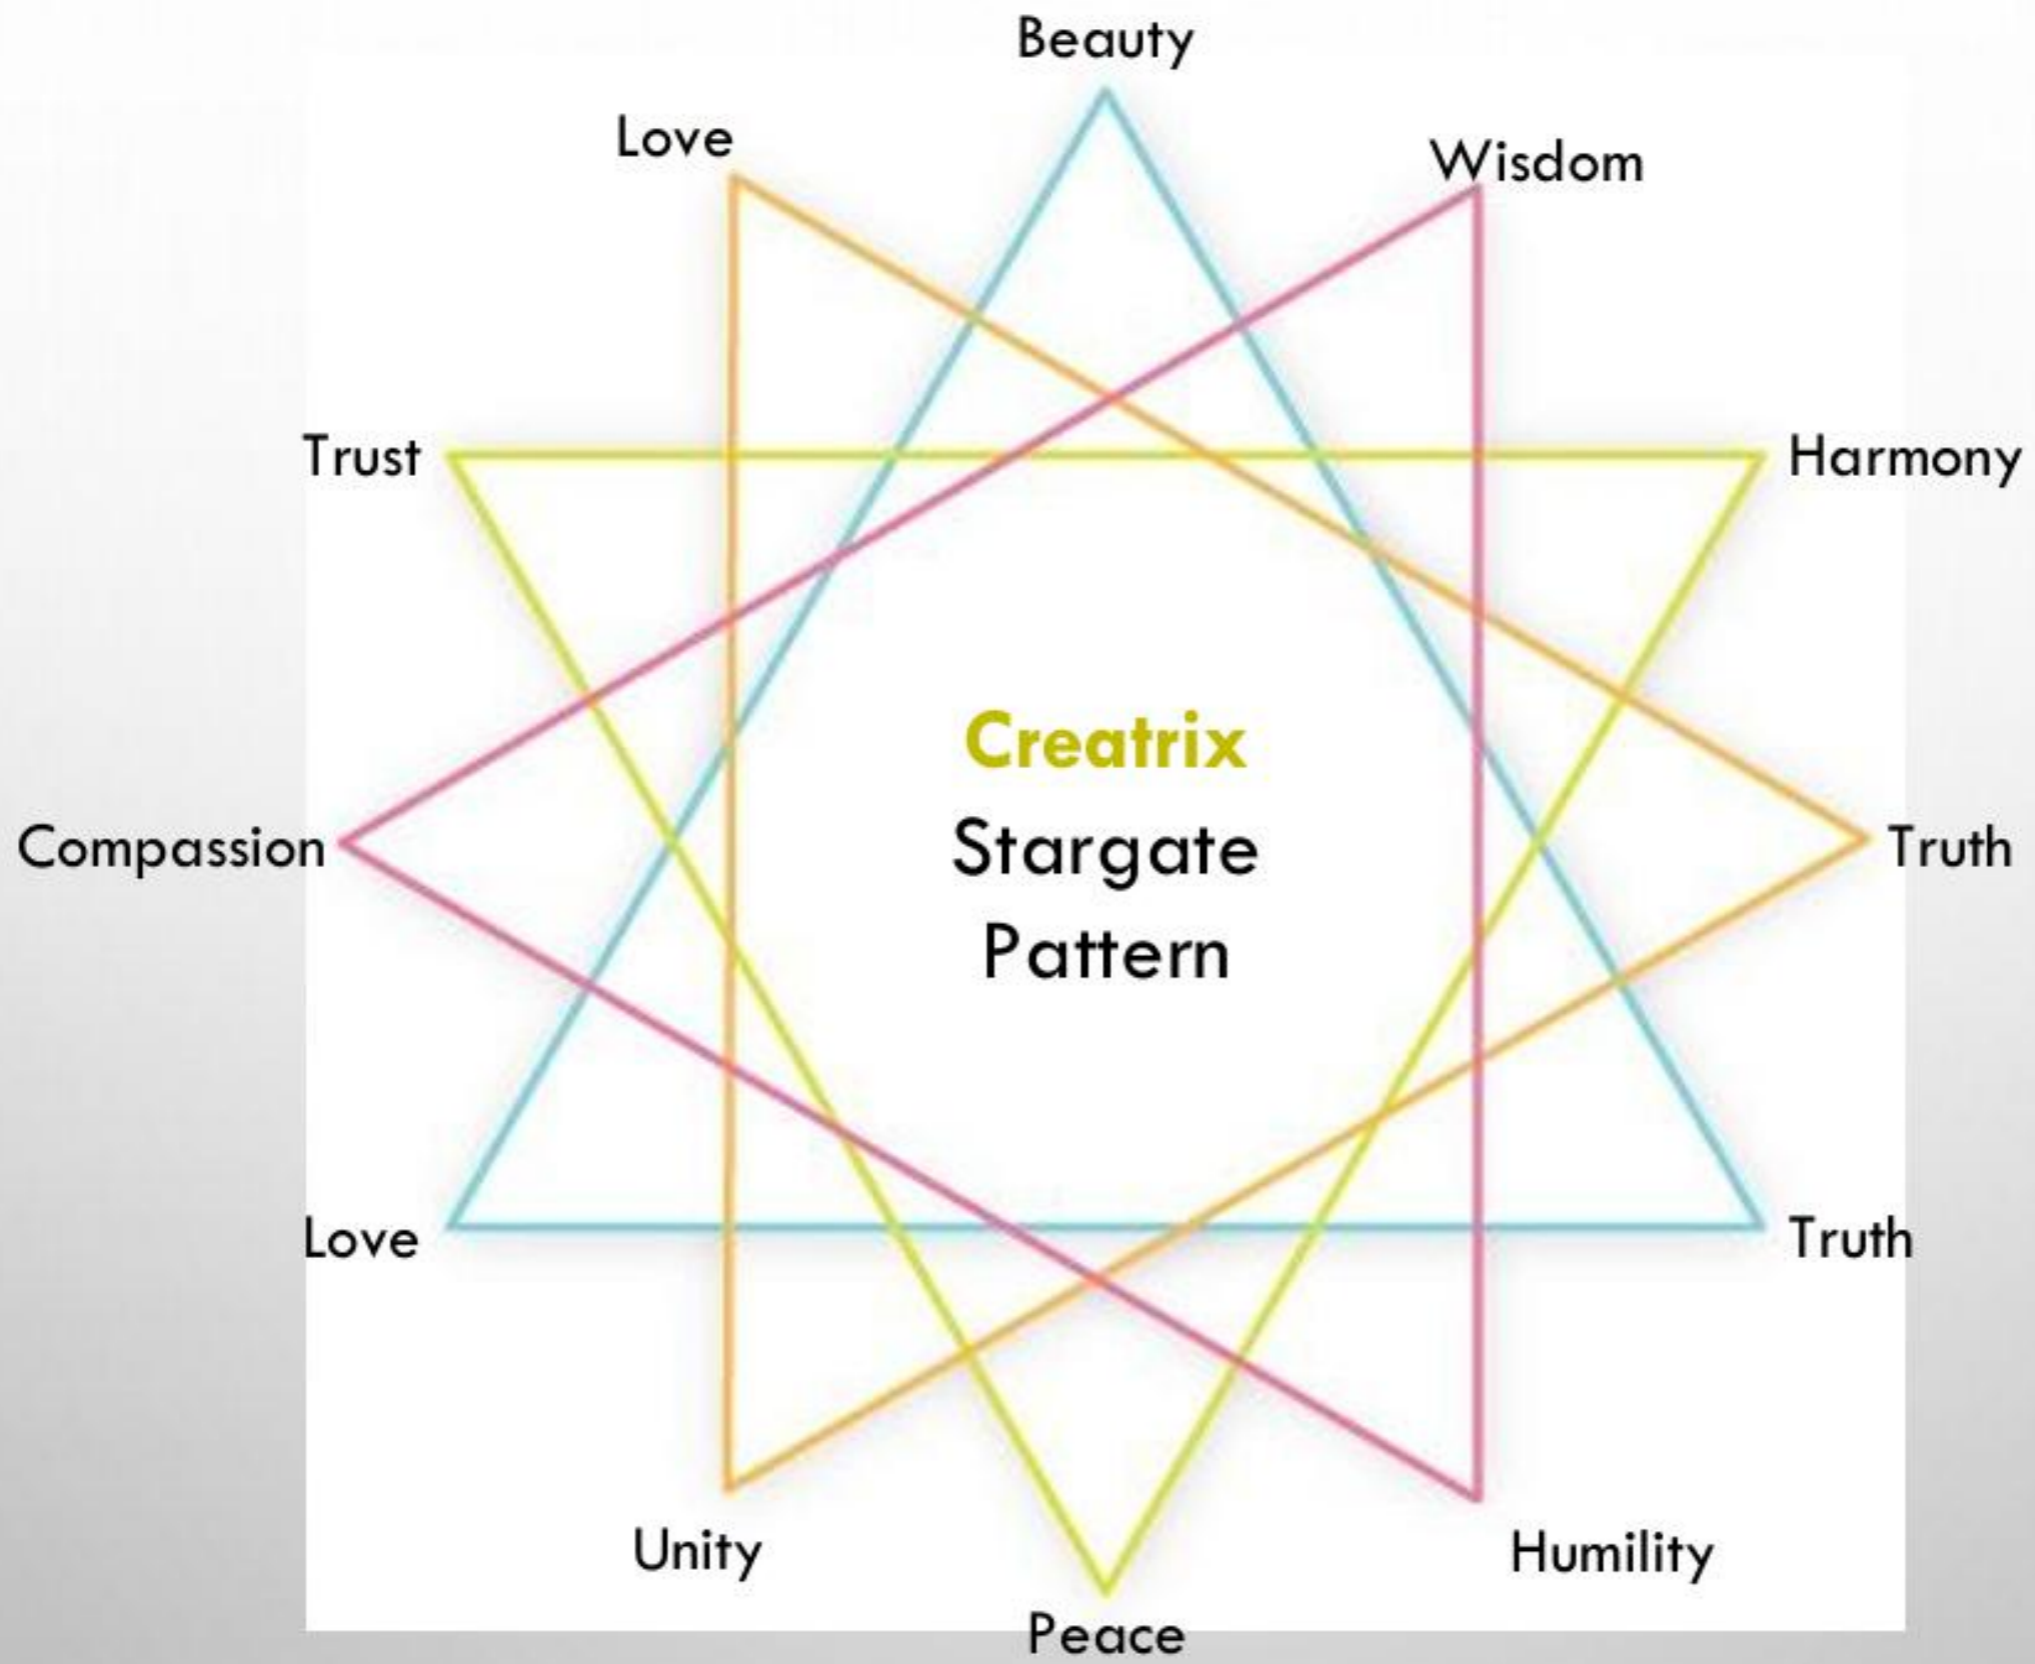 Beauty
Love
Wisdom
Trust
Harmony
Creatrix
Stargate
Pattern
Compassion
Truth
Love
Truth
Unity
Humility
Peace